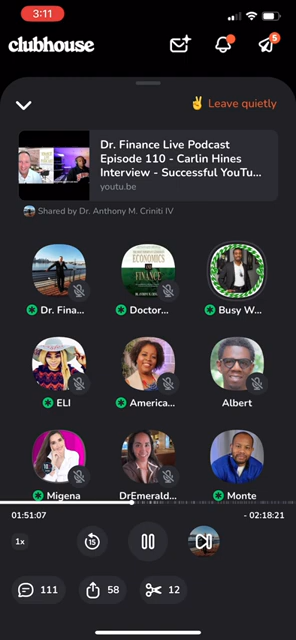 3:11
clubhouse
5
✌️ Leave quietly
Dr. Finance Live Podcast
Episode 110 - Carlin Hines
Interview - Successful YouTu...
youtu.be
Shared by Dr. Anthony M. Criniti IV
ECONOMICS
FINANCE
Dr. Fina...
Doctor...
Busy W...
ELI
America...
Albert
Migena
DrEmerald...
Monte
01:51:07
- 02:18:21
1x
15
111
58
12